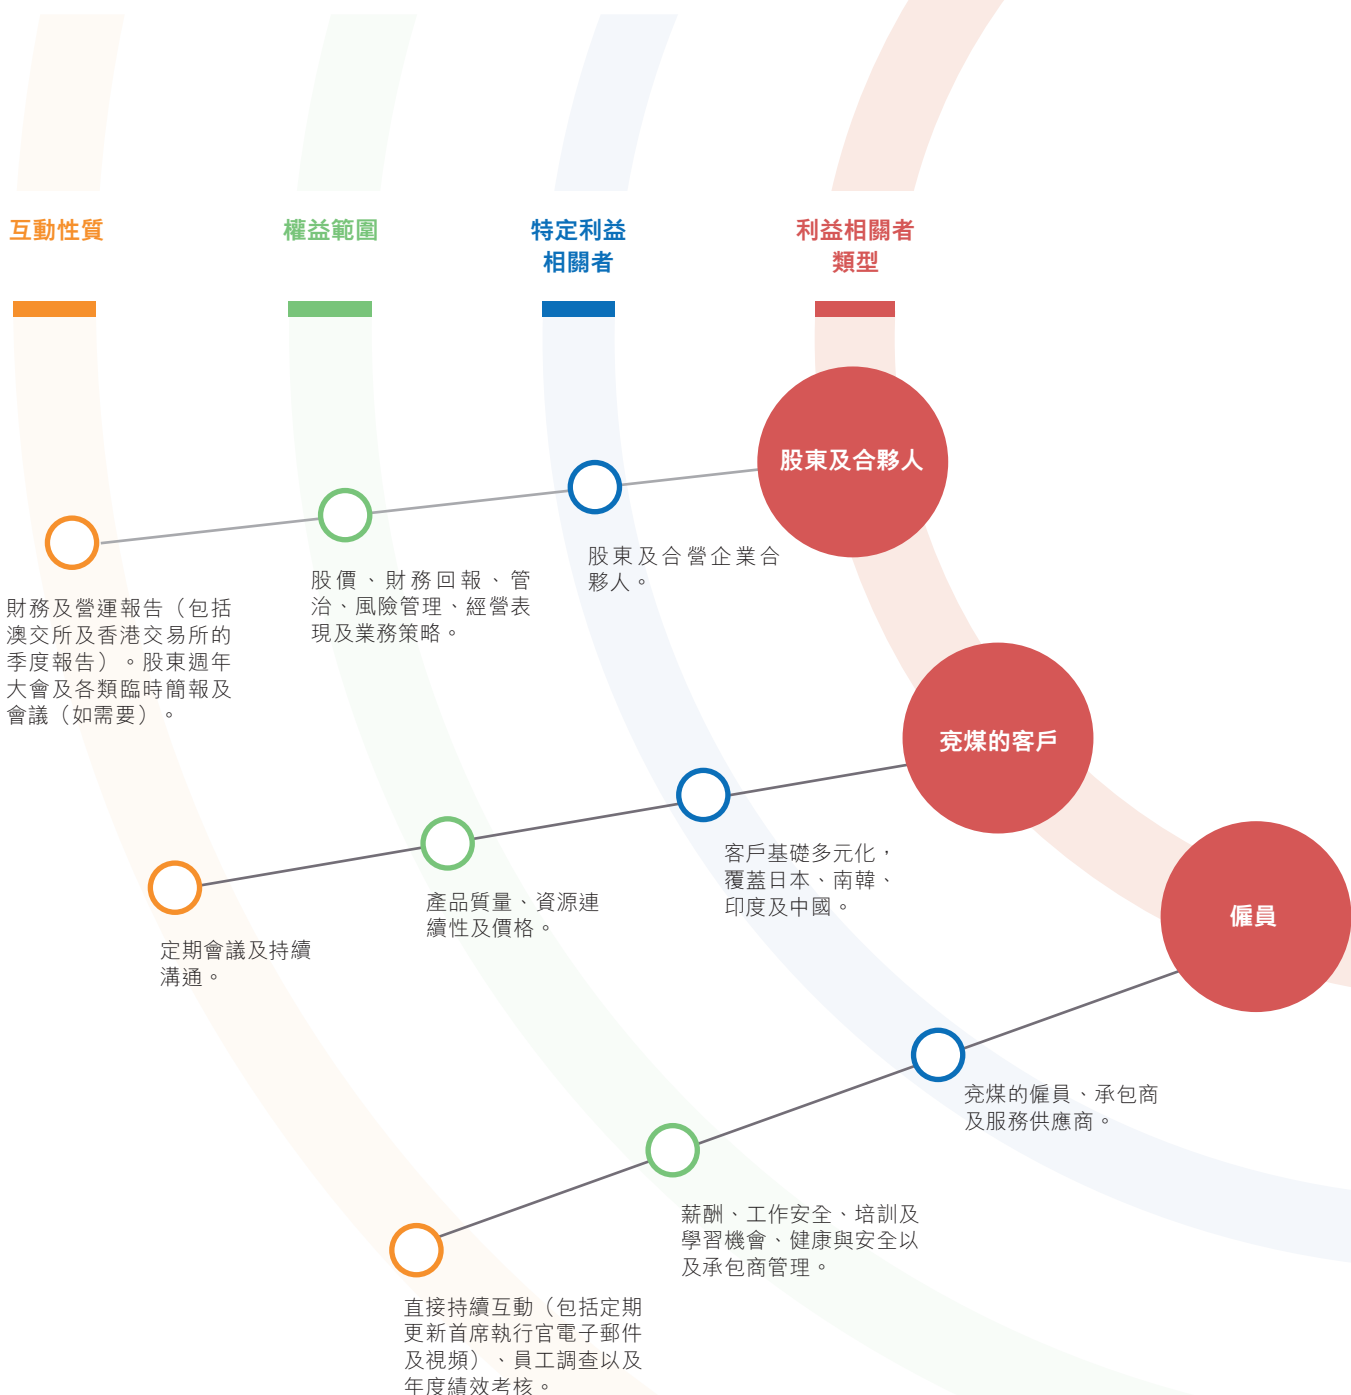 互動性質
權益範圍
特定利益
相關者
利益相關者
類型
股東及合夥人
股東及合營企業合
夥人。
股價、財務回報、管
治、風險管理、經營表
現及業務策略。
財務及營運報告（包括
澳交所及香港交易所的
季度報告）。股東週年
大會及各類臨時簡報及
會議（如需要）。
兗煤的客戶
客戶基礎多元化，
覆蓋日本、南韓、
印度及中國。
產品質量、資源連
續性及價格。
定期會議及持續
溝通。
僱員
兗煤的僱員、承包商
及服務供應商。
薪酬、工作安全、培訓及
學習機會、健康與安全以
及承包商管理。
直接持續互動（包括定期
更新首席執行官電子郵件
及視頻）、員工調查以及
年度績效考核。